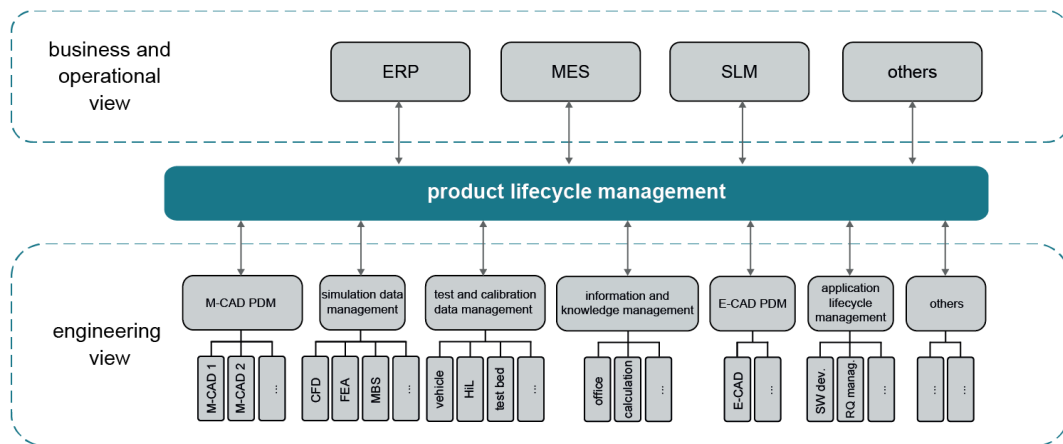 business and
operational
view
ERP
MES
SLM
others
product lifecycle management
engineering
view
M-CAD PDM
simulation data
management
test and calibration
data management
information and
knowledge management
E-CAD PDM
application
lifecycle
management
others
M-CAD 1
M-CAD 2
...
CFD
FEA
MBS
...
vehicle
HiL
test bed
...
office
calculation
...
E-CAD
...
SW dev.
RQ manag.
...
...
...